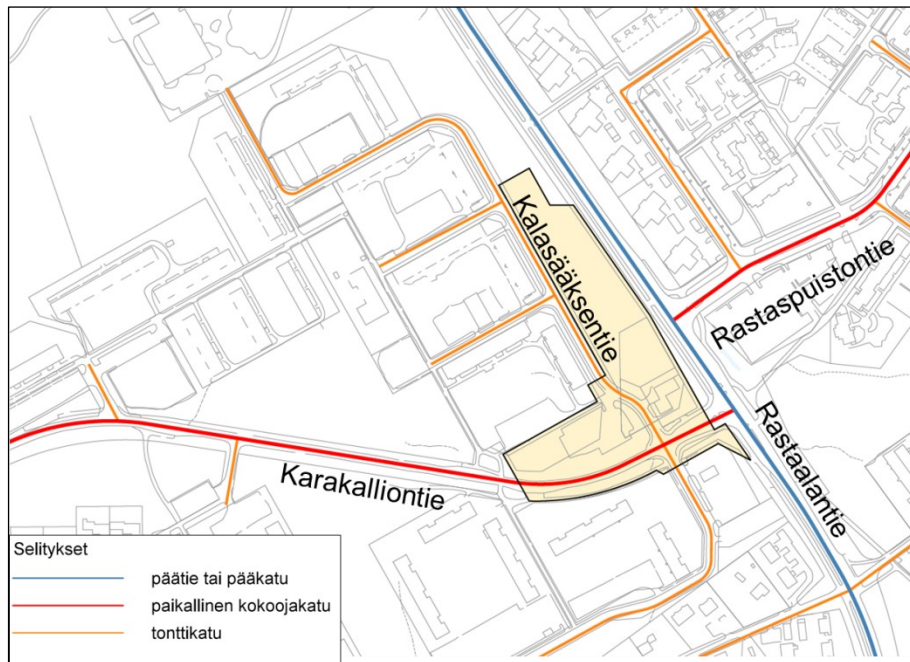 Kalasääksentie
Rastaspuistontie
Rastaalantie
Karakalliontie
Selitykset
päätie tai pääkatu
paikallinen kokoojakatu
tonttikatu